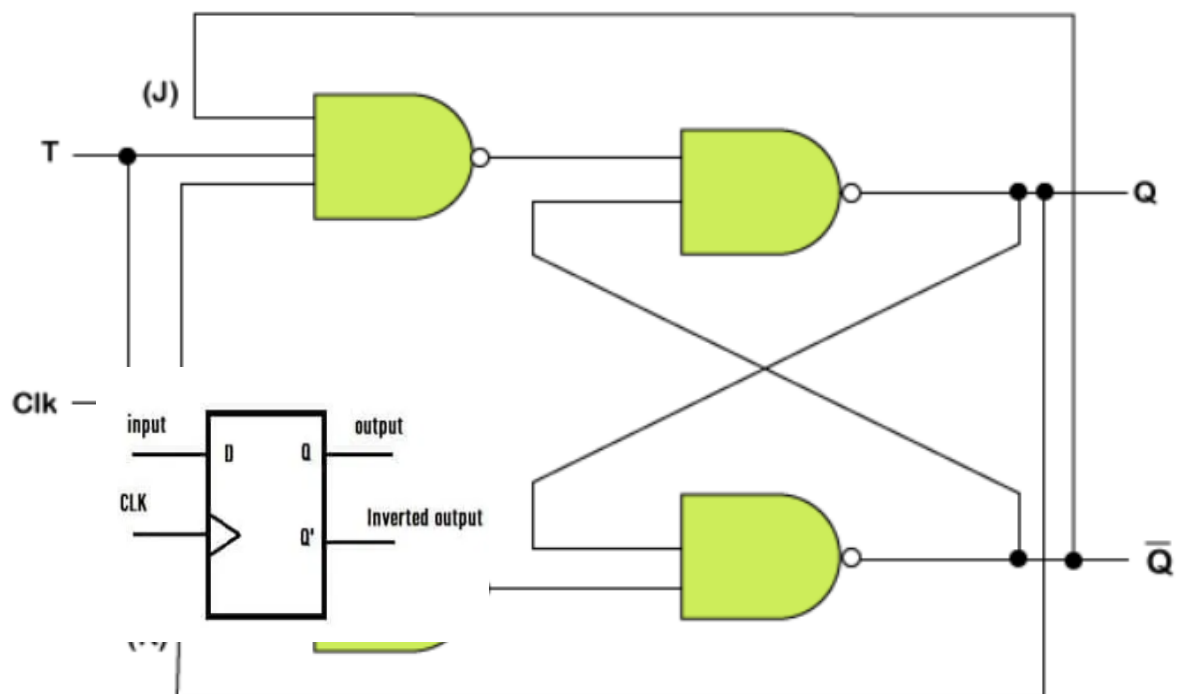 (J)
T
Q
Clk
input
output
D
Q
CLK
Inverted output
Q'
Q̅